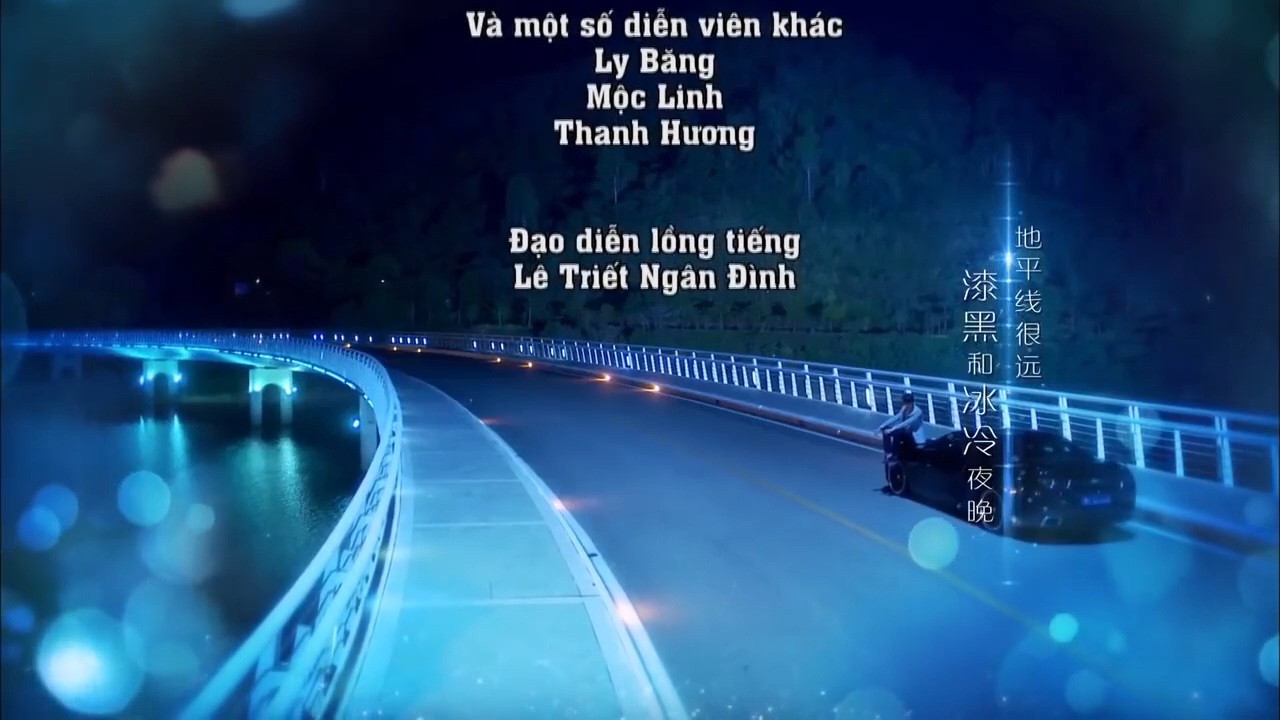 Và một số diễn viên khác
Ly Băng
Mộc Linh
Thanh Hương
Đạo diễn lồng tiếng
Lê Triết Ngân Đình
地平线很远
漆黑和冰冷夜晚